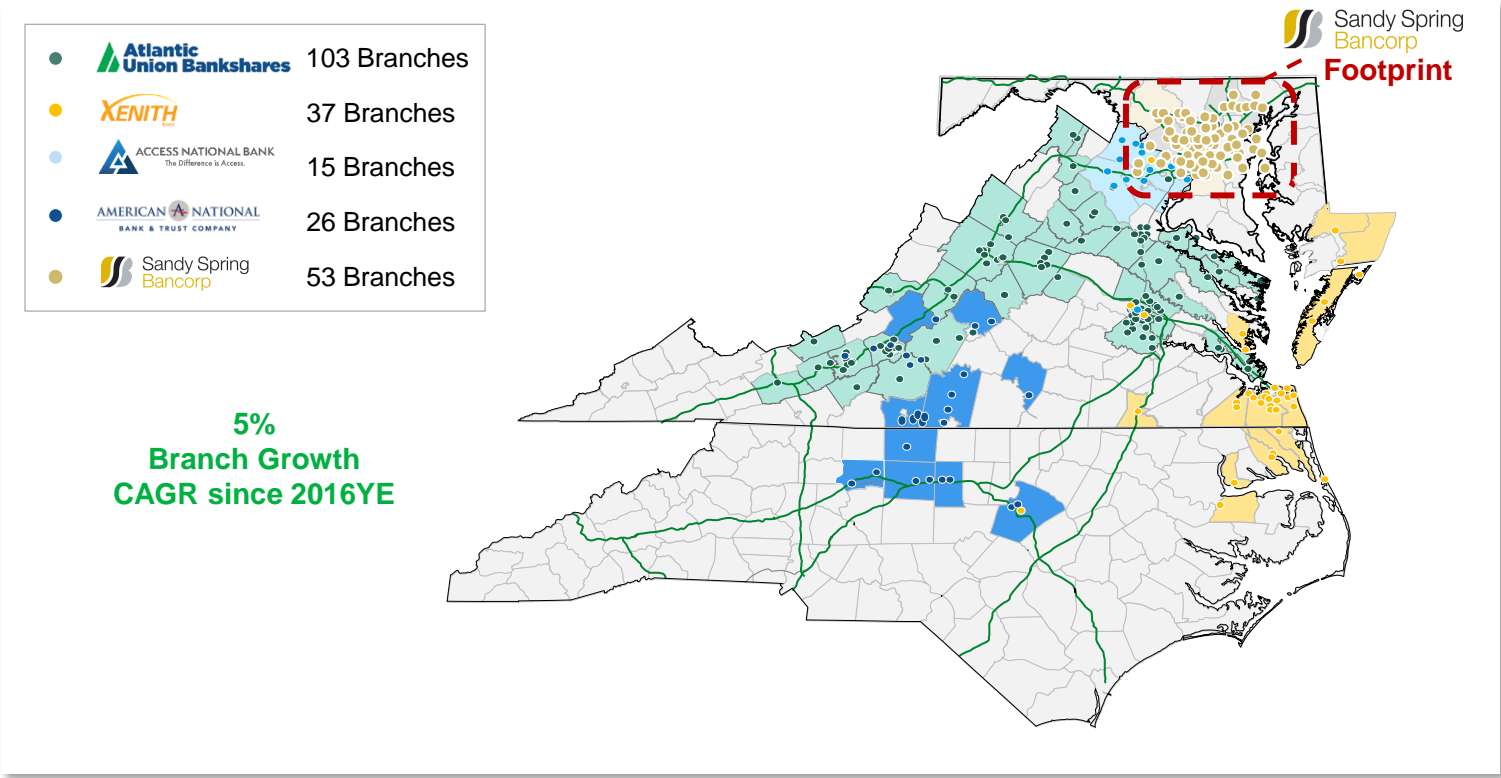 Atlantic
Union Bankshares
103 Branches
XENITH
37 Branches
ACCESS NATIONAL BANK
The Difference is Access.
15 Branches
AMERICAN NATIONAL
BANK & TRUST COMPANY
26 Branches
Sandy Spring
Bancorp
53 Branches
Sandy Spring
Bancorp
Footprint
5%
Branch Growth
CAGR since 2016YE